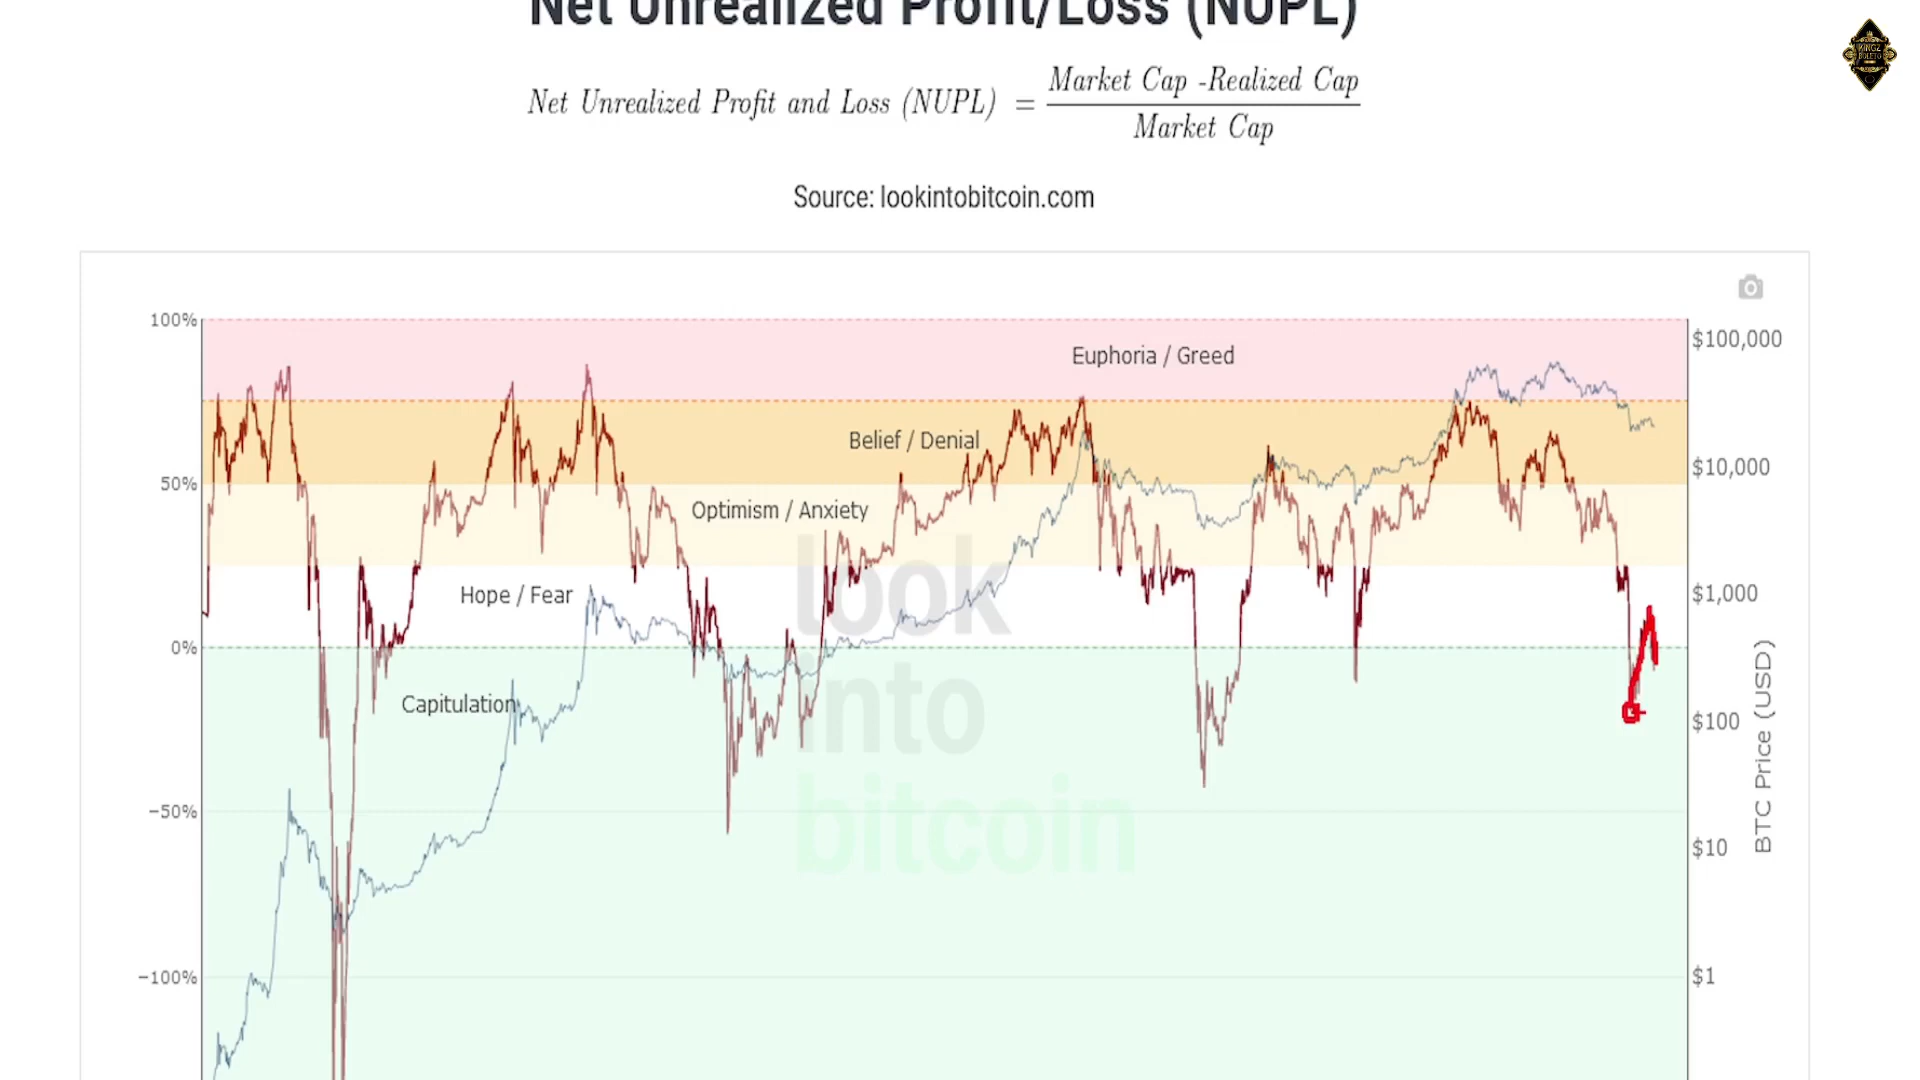 Net Unrealized Profit/Loss (NUPL)
Net Unrealized Profit and Loss (NUPL) = Market Cap -Realized Cap
Market Cap
Source: lookintobitcoin.com
100%
50%
0%
−50%
−100%
Euphoria / Greed
Belief / Denial
Optimism / Anxiety
Hope / Fear
Capitulation
look
into
bitcoin
$100,000
$10,000
$1,000
$100
$10
$1
BTC Price (USD)